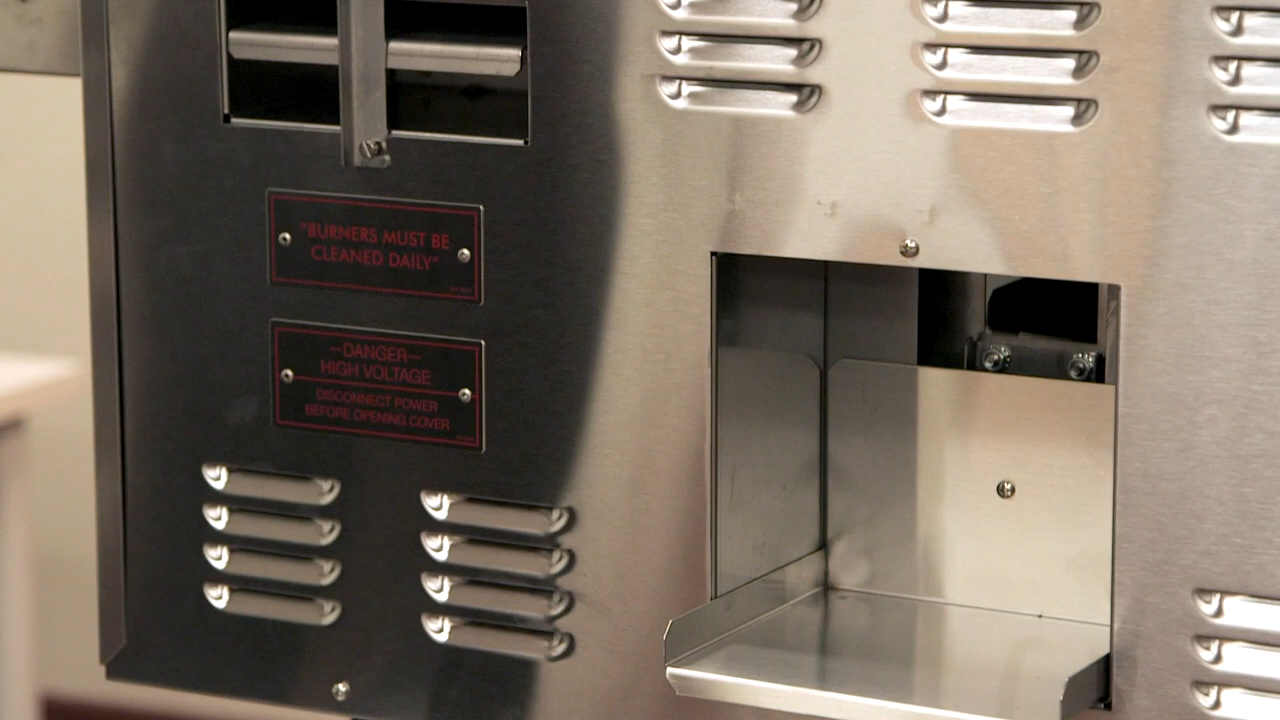 "BURNERS MUST BE
CLEANED DAILY"
—DANGER—
HIGH VOLTAGE
DISCONNECT POWER
BEFORE OPENING COVER